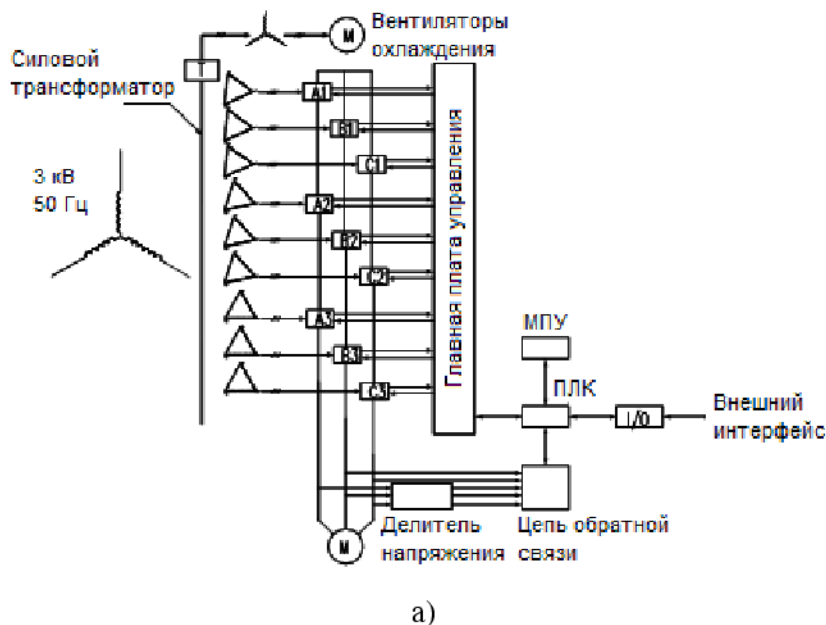 Вентиляторы
охлаждения
M
Силовой
трансформатор
T
3 кВ
50 Гц
A1
B1
C1
A2
B2
C2
A3
B3
C3
Главная плата управления
МПУ
ПЛК
I/O
Внешний
интерфейс
Делитель
напряжения
Цепь обратной
связи
M
а)